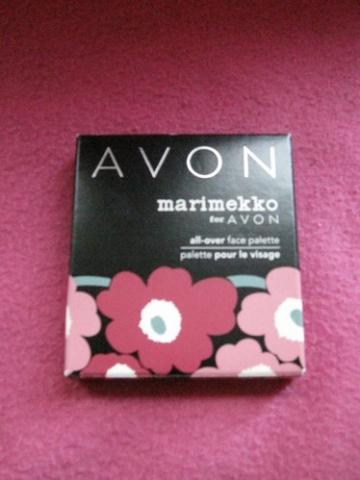 AVON
marimekko
for AVON
all-over face palette
palette pour le visage